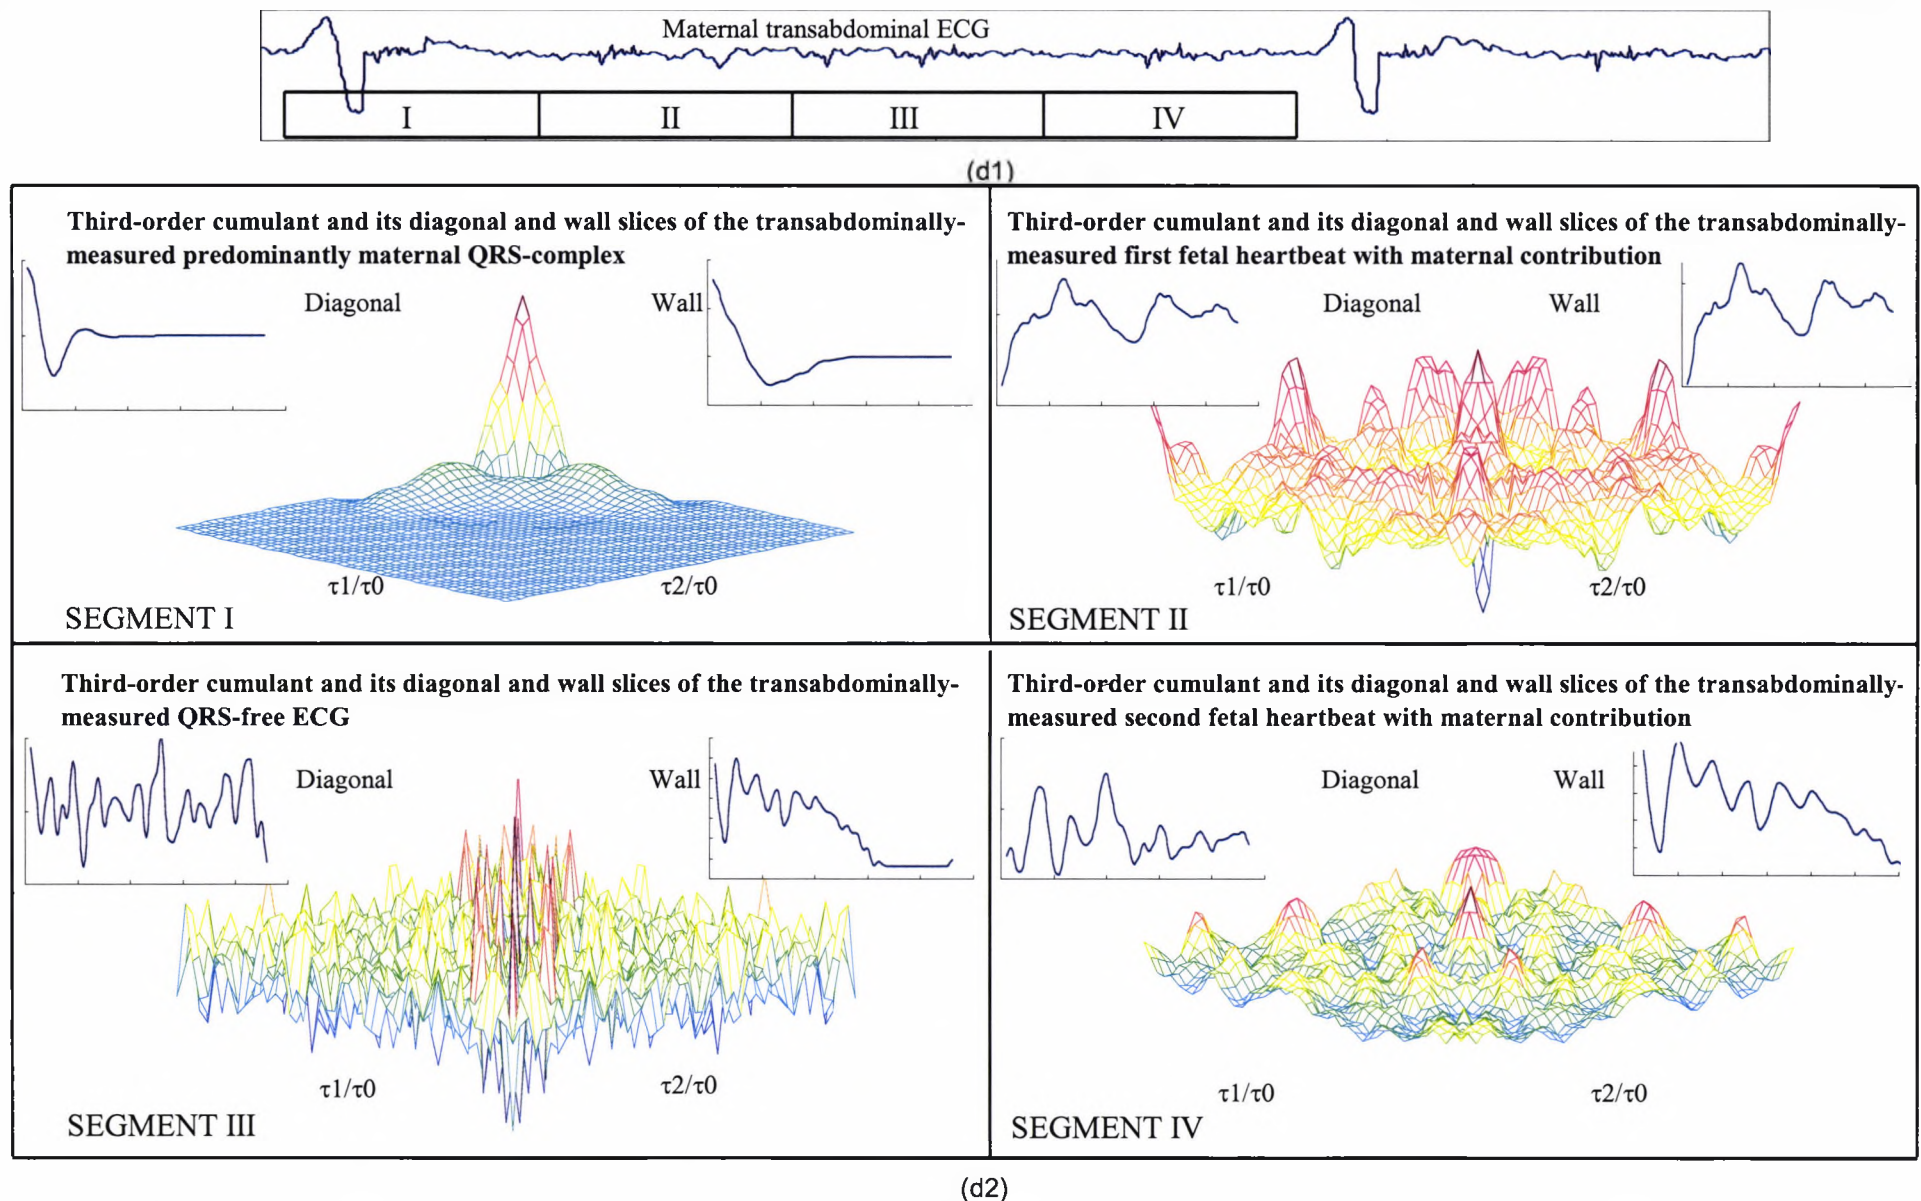 Maternal transabdominal ECG
I II III IV
(d1)
Third-order cumulant and its diagonal and wall slices of the transabdominally-
measured predominantly maternal QRS-complex
Diagonal Wall
τ1/τ0 τ2/τ0
SEGMENT I
Third-order cumulant and its diagonal and wall slices of the transabdominally-
measured first fetal heartbeat with maternal contribution
Diagonal Wall
τ1/τ0 τ2/τ0
SEGMENT II
Third-order cumulant and its diagonal and wall slices of the transabdominally-
measured QRS-free ECG
Diagonal Wall
τ1/τ0 τ2/τ0
SEGMENT III
Third-order cumulant and its diagonal and wall slices of the transabdominally-
measured second fetal heartbeat with maternal contribution
Diagonal Wall
τ1/τ0 τ2/τ0
SEGMENT IV
(d2)